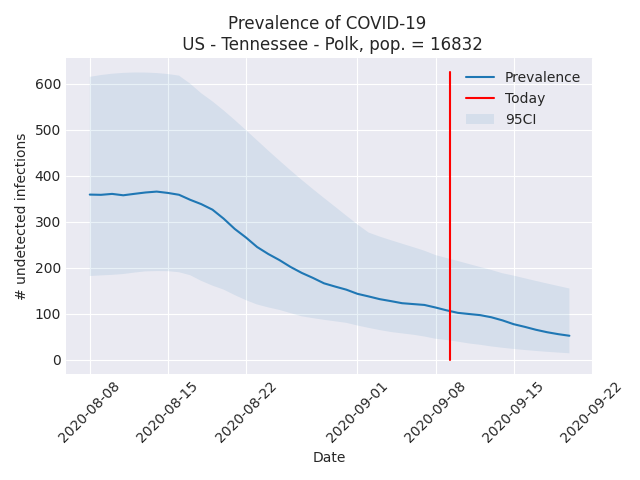 Prevalence of COVID-19
US - Tennessee - Polk, pop. = 16832
Prevalence
Today
95CI
600
500
400
300
200
100
0
# undetected infections
2020-08-08
2020-08-15
2020-08-22
2020-09-01
2020-09-08
2020-09-15
2020-09-22
Date